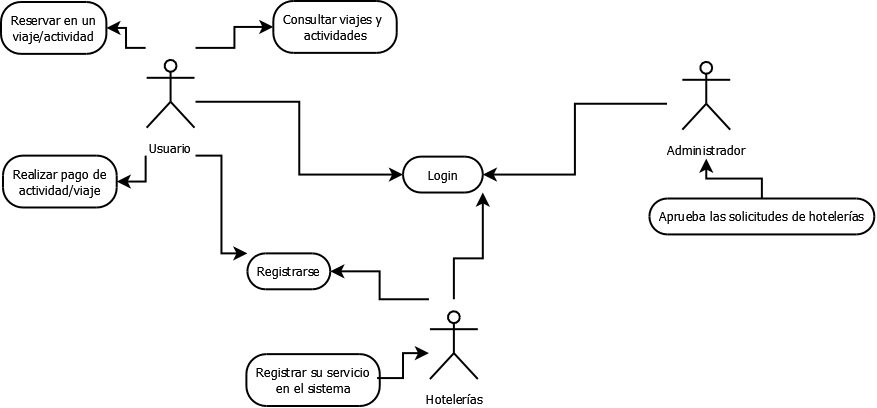 Reservar en un
viaje/actividad
Consultar viajes y
actividades
Usuario
Administrador
Realizar pago de
actividad/viaje
Login
Aprueba las solicitudes de hotelerías
Registrarse
Registrar su servicio
en el sistema
Hotelerías